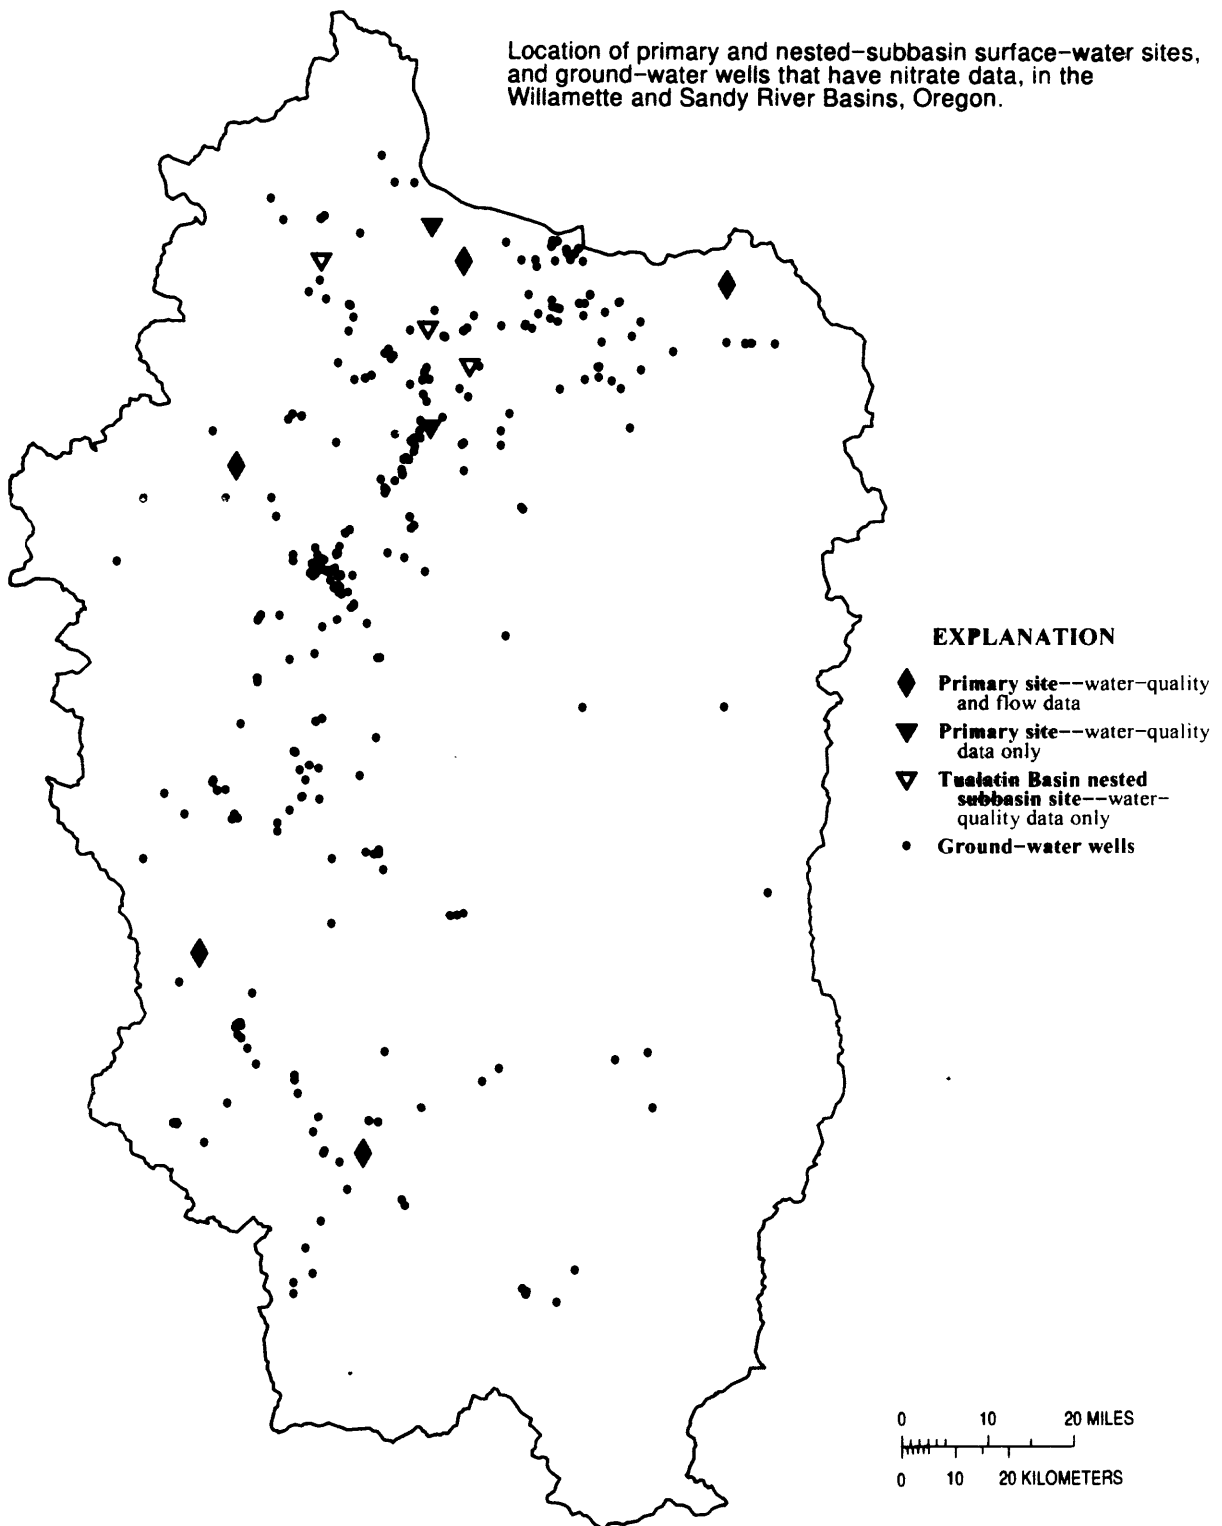 Location of primary and nested-subbasin surface-water sites,
and ground-water wells that have nitrate data, in the
Willamette and Sandy River Basins, Oregon.
EXPLANATION
Primary site--water-quality
and flow data
Primary site--water-quality
data only
Tualatin Basin nested
subbasin site--water-
quality data only
Ground-water wells
0 10 20 MILES
0 10 20 KILOMETERS